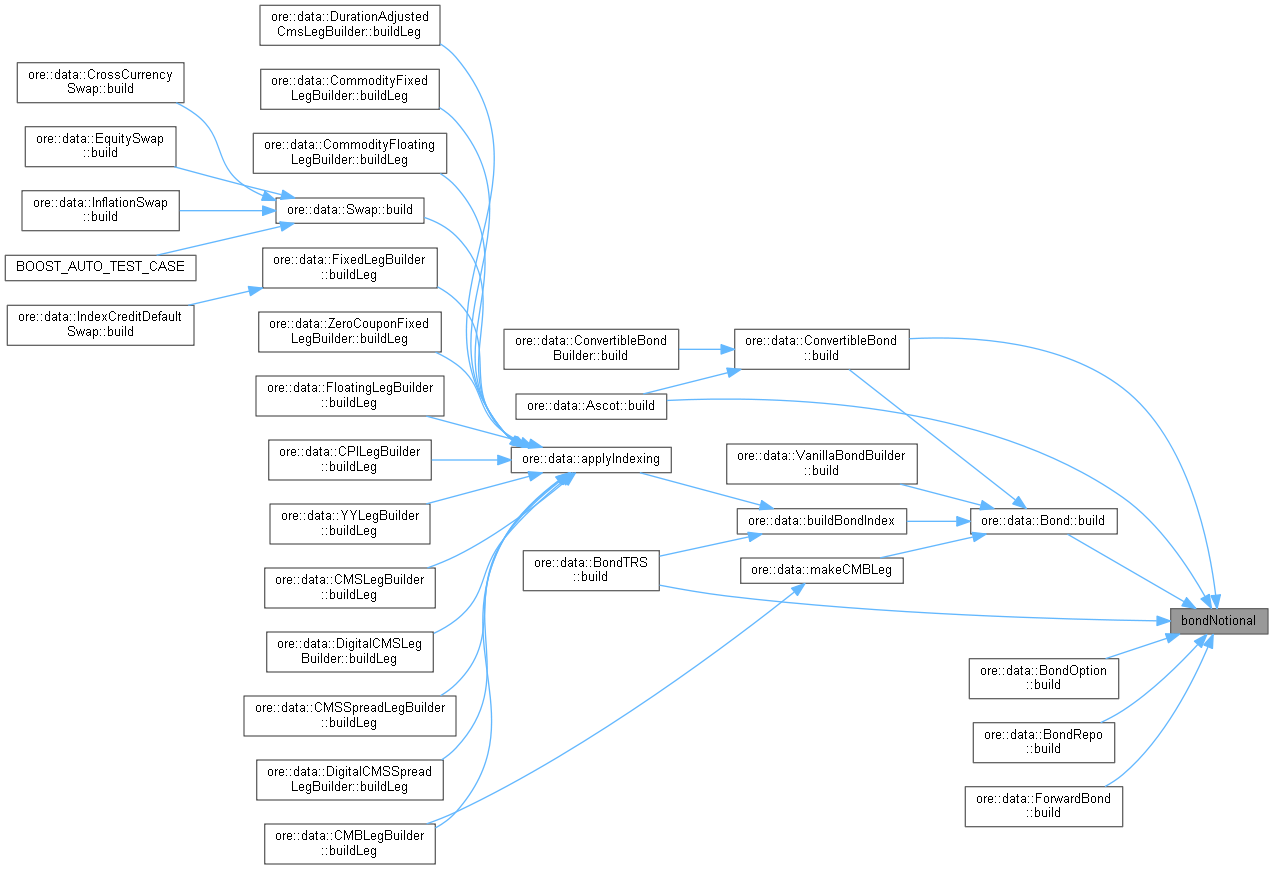 ore::data::DurationAdjusted
CmsLegBuilder::buildLeg
ore::data::CommodityFixed
LegBuilder::buildLeg
ore::data::CommodityFloating
LegBuilder::buildLeg
ore::data::CrossCurrency
Swap::build
ore::data::EquitySwap
::build
ore::data::InflationSwap
::build
BOOST_AUTO_TEST_CASE
ore::data::IndexCreditDefault
Swap::build
ore::data::Swap::build
ore::data::FixedLegBuilder
::buildLeg
ore::data::ZeroCouponFixed
LegBuilder::buildLeg
ore::data::FloatingLegBuilder
::buildLeg
ore::data::CPILegBuilder
::buildLeg
ore::data::YYLegBuilder
::buildLeg
ore::data::CMSLegBuilder
::buildLeg
ore::data::DigitalCMSLeg
Builder::buildLeg
ore::data::CMSSpreadLegBuilder
::buildLeg
ore::data::DigitalCMSSpread
LegBuilder::buildLeg
ore::data::CMBLegBuilder
::buildLeg
ore::data::ConvertibleBond
Builder::build
ore::data::Ascot::build
ore::data::applyIndexing
ore::data::BondTRS
::build
ore::data::ConvertibleBond
::build
ore::data::VanillaBondBuilder
::build
ore::data::buildBondIndex
ore::data::makeCMBLeg
ore::data::Bond::build
bondNotional
ore::data::BondOption
::build
ore::data::BondRepo
::build
ore::data::ForwardBond
::build